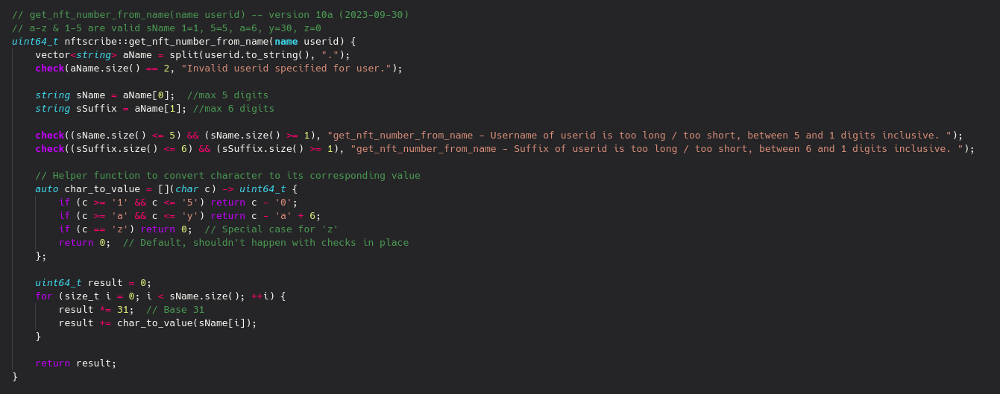 // get_nft_number_from_name(name userid) -- version 10a (2023-09-30)
// a-z & 1-5 are valid sName 1=1, 5=5, a=6, y=30, z=0
uint64_t nftscribe::get_nft_number_from_name(name userid) {
    vector<string> aName = split(userid.to_string(), ".");
    check(aName.size() == 2, "Invalid userid specified for user.");

    string sName = aName[0];  //max 5 digits
    string sSuffix = aName[1]; //max 6 digits

    check((sName.size() <= 5) && (sName.size() >= 1), "get_nft_number_from_name - Username of userid is too long / too short, between 5 and 1 digits inclusive. ");
    check((sSuffix.size() <= 6) && (sSuffix.size() >= 1), "get_nft_number_from_name - Suffix of userid is too long / too short, between 6 and 1 digits inclusive. ");

    // Helper function to convert character to its corresponding value
    auto char_to_value = [](char c) -> uint64_t {
        if (c >= '1' && c <= '5') return c - '0';
        if (c >= 'a' && c <= 'y') return c - 'a' + 6;
        if (c == 'z') return 0;  // Special case for 'z'
        return 0;  // Default, shouldn't happen with checks in place
    };

    uint64_t result = 0;
    for (size_t i = 0; i < sName.size(); ++i) {
        result *= 31;  // Base 31
        result += char_to_value(sName[i]);
    }

    return result;
}